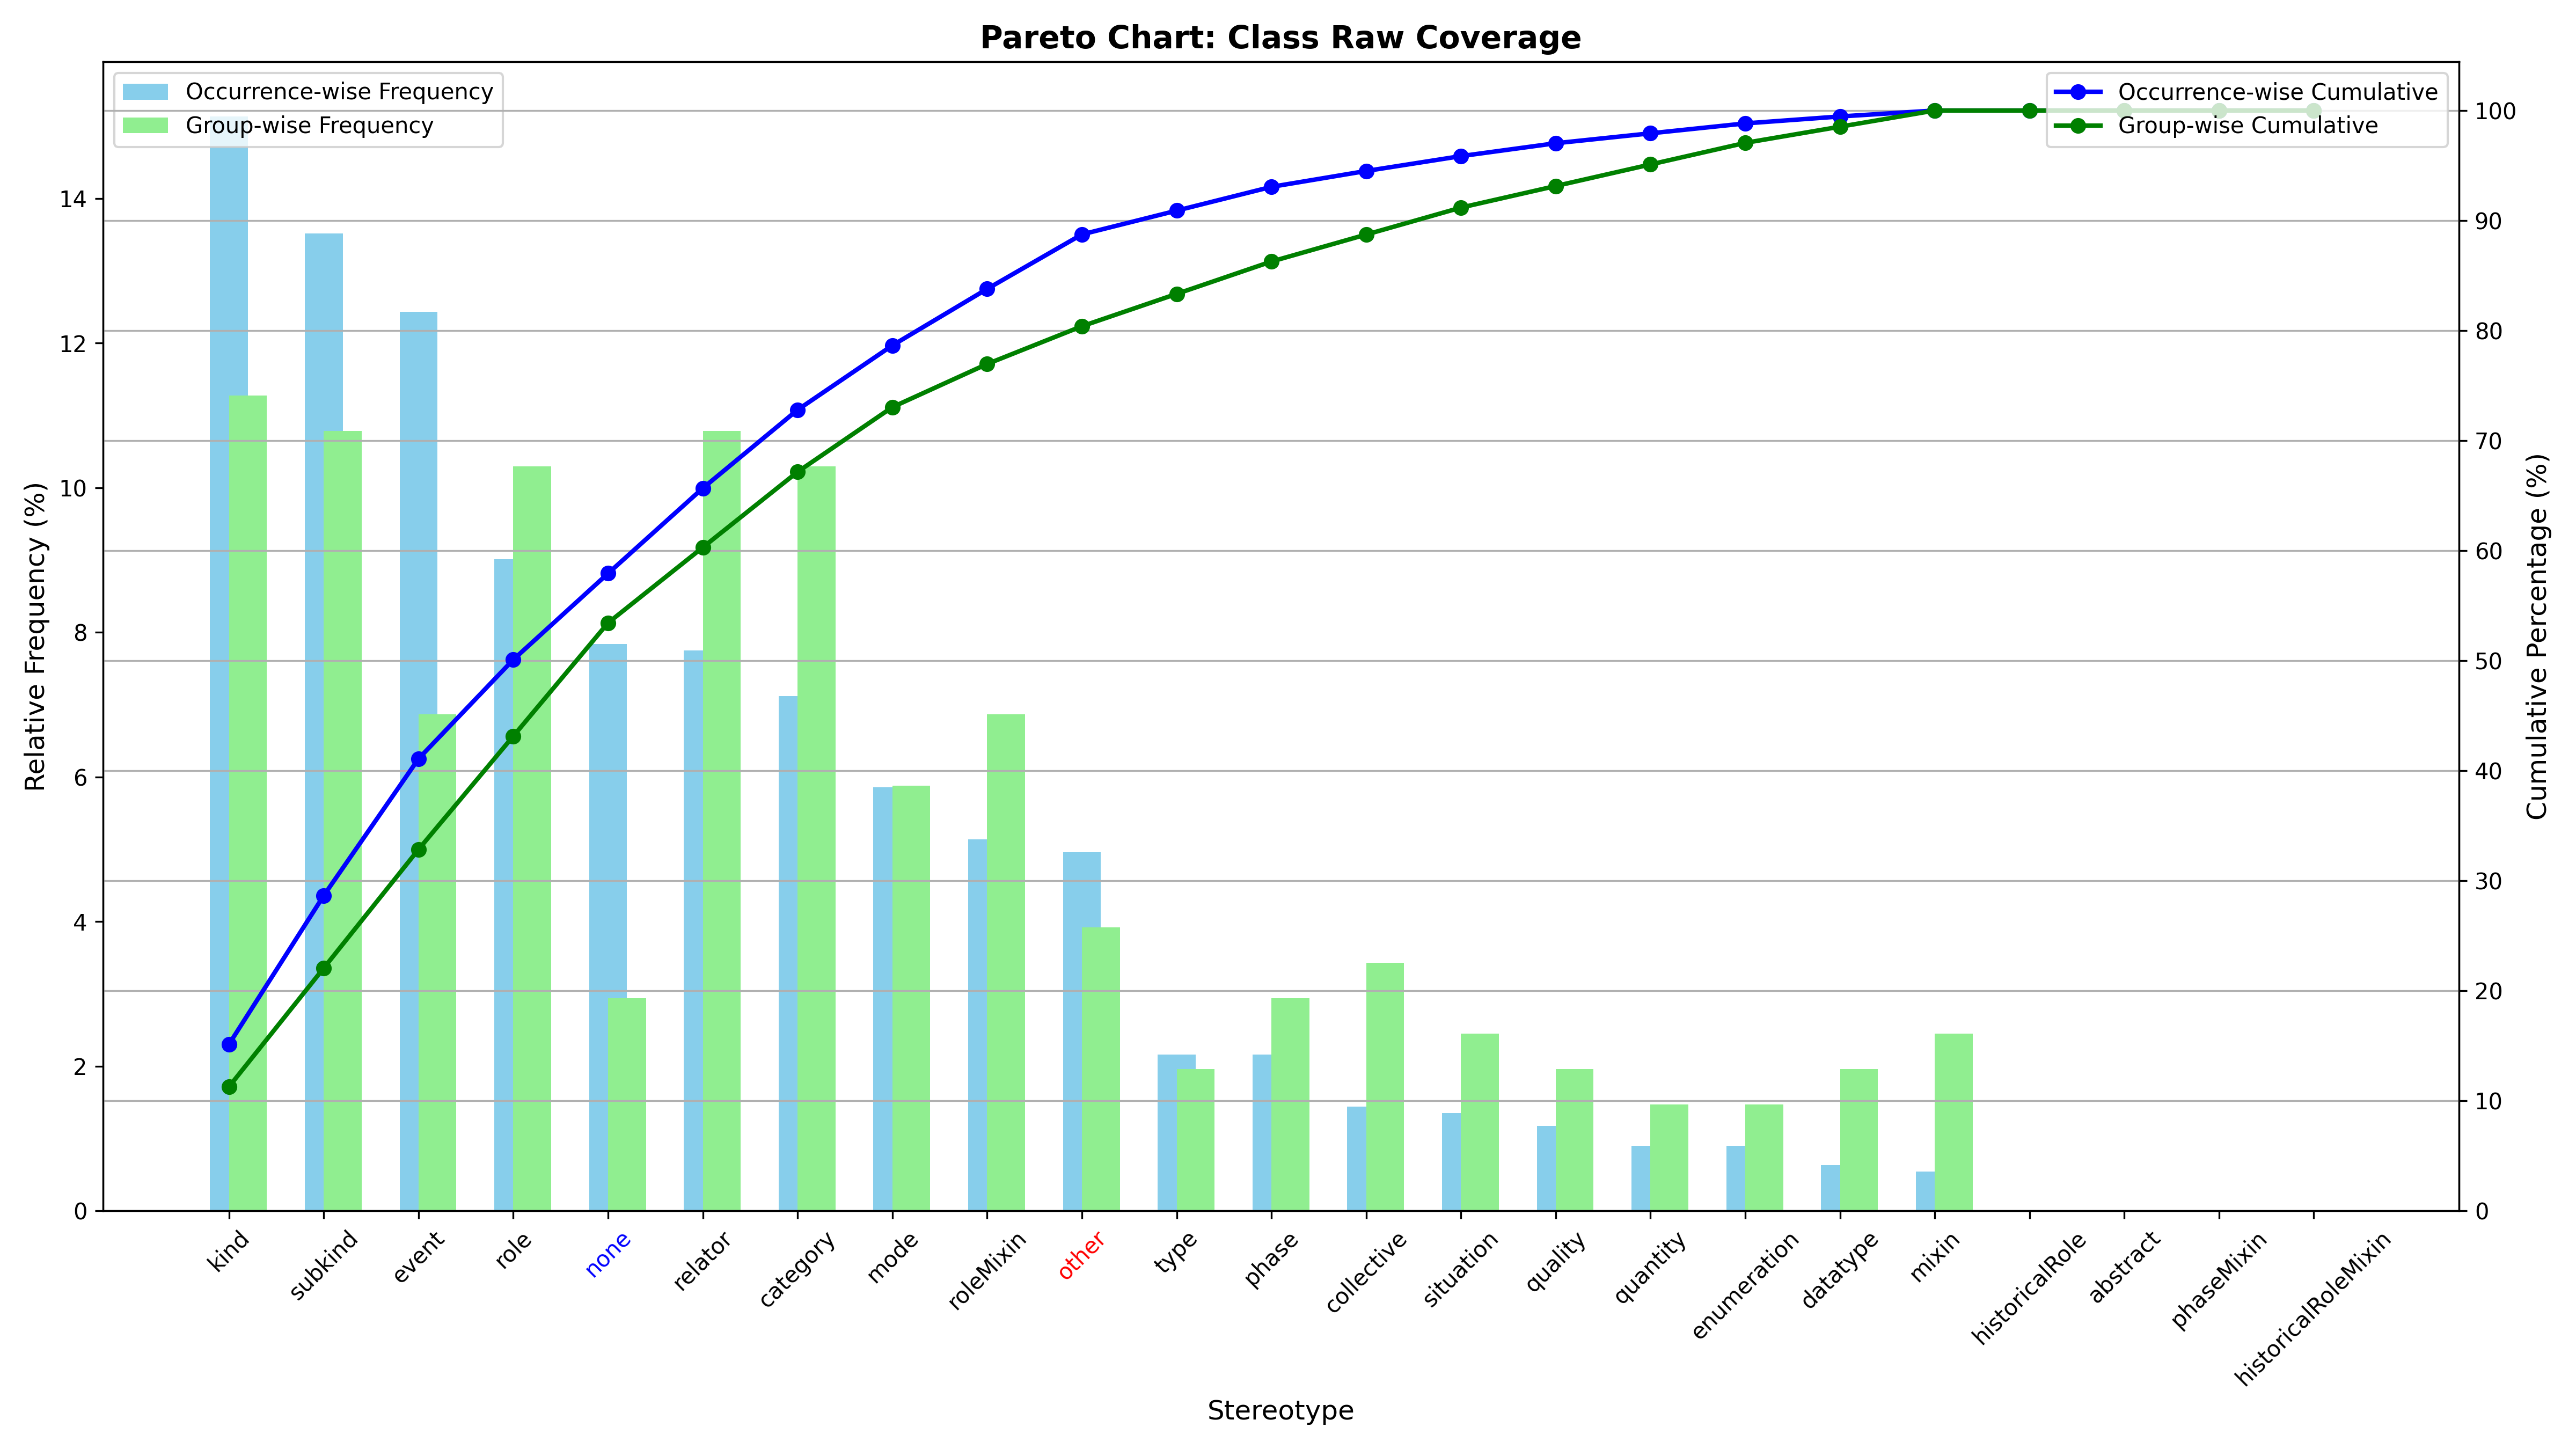 Pareto Chart: Class Raw Coverage
Occurrence-wise Frequency
Group-wise Frequency
Occurrence-wise Cumulative
Group-wise Cumulative
Relative Frequency (%)
14
12
10
8
6
4
2
0
100
90
80
70
60
50
40
30
20
10
0
Cumulative Percentage (%)
kind
subkind
event
role
none
relator
category
mode
roleMixin
other
type
phase
collective
situation
quality
quantity
enumeration
datatype
mixin
historicalRole
abstract
phaseMixin
historicalRoleMixin
Stereotype